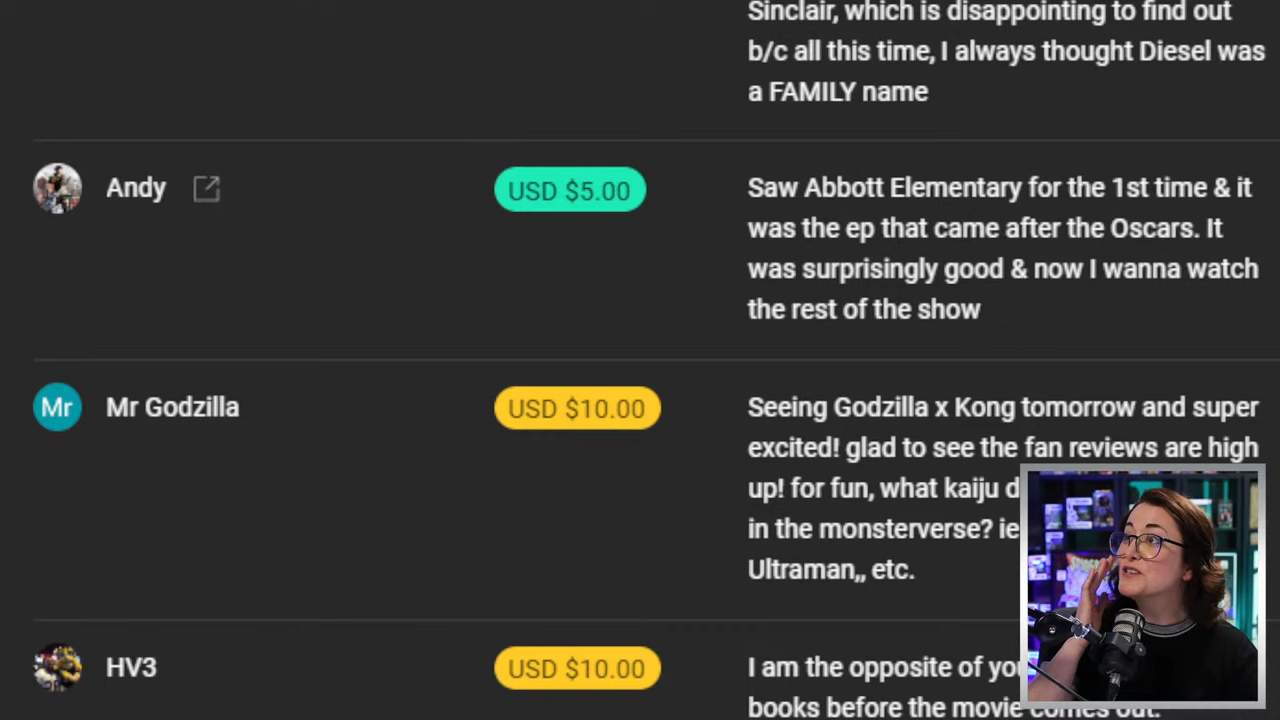 Sinclair, which is disappointing to find out
b/c all this time, I always thought Diesel was
a FAMILY name
Andy
USD $5.00
Saw Abbott Elementary for the 1st time & it
was the ep that came after the Oscars. It
was surprisingly good & now I wanna watch
the rest of the show
Mr
Mr Godzilla
USD $10.00
Seeing Godzilla x Kong tomorrow and super
excited! glad to see the fan reviews are high
up! for fun, what kaiju
in the monsterverse? ie
Ultraman,, etc.
HV3
USD $10.00
I am the opposite of
books before the movie comes out.